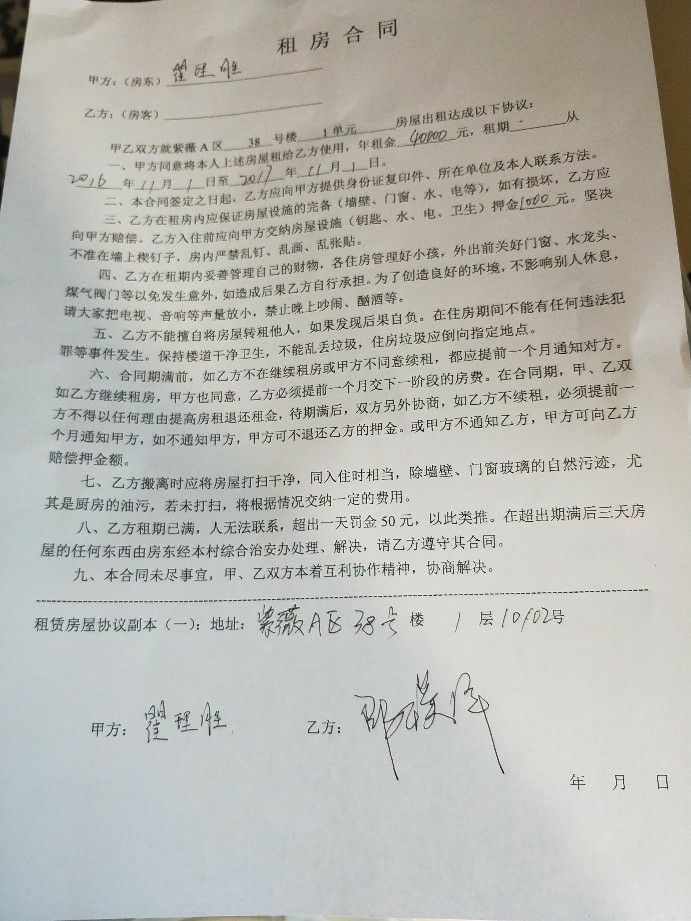 租房合同
甲方：（房东）翟理胜
乙方：（房客）
甲乙双方就紫薇A区 38 号楼 1单元 房屋出租达成以下协议：
一、甲方同意将本人上述房屋租给乙方使用，年租金 40000 元，租期 从
2016 年 11 月 1 日至 2017 年 11 月 1 日。
二、本合同签定之日起，乙方应向甲方提供身份证复印件、所在单位及本人联系方法。
三、乙方在租房内应保证房屋设施的完备（墙壁、门窗、水、电等），如有损坏，乙方应
向甲方赔偿。乙方入住前应向甲方交纳房屋设施（钥匙、水、电、卫生）押金1000元。坚决
不准在墙上楔钉子，房内严禁乱钉、乱画、乱张贴。
四、乙方在租期内妥善管理自己的财物，各住房管理好小孩，外出前关好门窗、水龙头、
煤气阀门等以免发生意外，如造成后果乙方自行承担。为了创造良好的环境，不影响别人休息，
请大家把电视、音响等声量放小，禁止晚上吵闹、酗酒等。
五、乙方不能擅自将房屋转租他人，如果发现后果自负。在住房期间不能有任何违法犯
罪等事件发生。保持楼道干净卫生，不能乱丢垃圾，住房垃圾应倒向指定地点。
六、合同期满前，如乙方不在继续租房或甲方不同意续租，都应提前一个月通知对方。
如乙方继续租房，甲方也同意，乙方必须提前一个月交下一阶段的房费。在合同期，甲、乙双
方不得以任何理由提高房租退还租金，待期满后，双方另外协商，如乙方不续租，必须提前一
个月通知甲方，如不通知甲方，甲方可不退还乙方的押金。或甲方不通知乙方，甲方可向乙方
赔偿押金额。
七、乙方搬离时应将房屋打扫干净，同入住时相当，除墙壁、门窗玻璃的自然污迹，尤
其是厨房的油污，若未打扫，将根据情况交纳一定的费用。
八、乙方租期已满，人无法联系，超出一天罚金50元，以此类推。在超出期满后三天房
屋的任何东西由房东经本村综合治安办处理、解决，请乙方遵守其合同。
九、本合同未尽事宜，甲、乙双方本着互利协作精神，协商解决。
租赁房屋协议副本（一）：地址：紫薇A区 38号 楼 1 层 10102号
甲方：翟理胜 乙方：
年 月 日